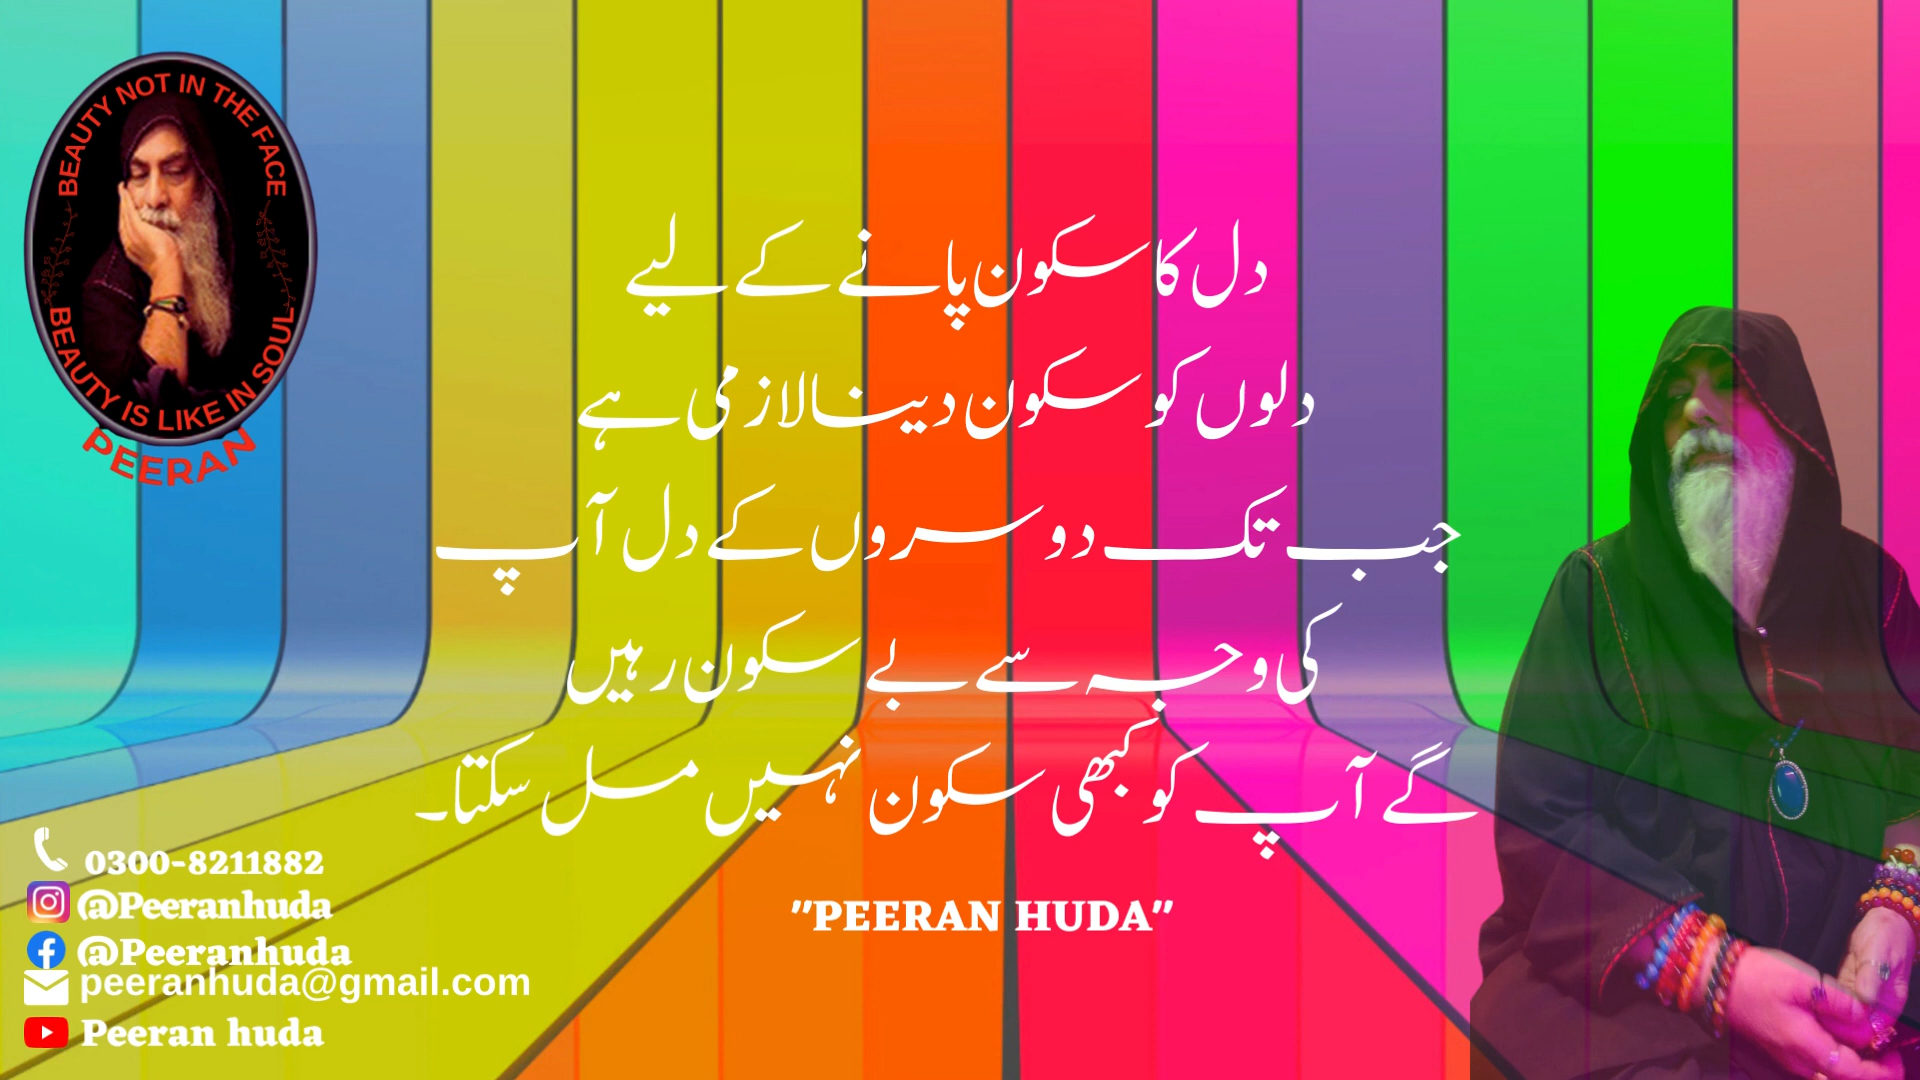 BEAUTY NOT IN THE FACE
BEAUTY IS LIKE IN SOUL
PEERAN
دل کا سکون پانے کے لیے
دلوں کو سکون دینا لازمی ہے
جب تک دوسروں کے دل آپ
کی وجہ سے بے سکون رہیں
گے آپ کو کبھی سکون نہیں مل سکتا۔
"PEERAN HUDA"
0300-8211882
@Peeranhuda
@Peeranhuda
peeranhuda@gmail.com
Peeran huda